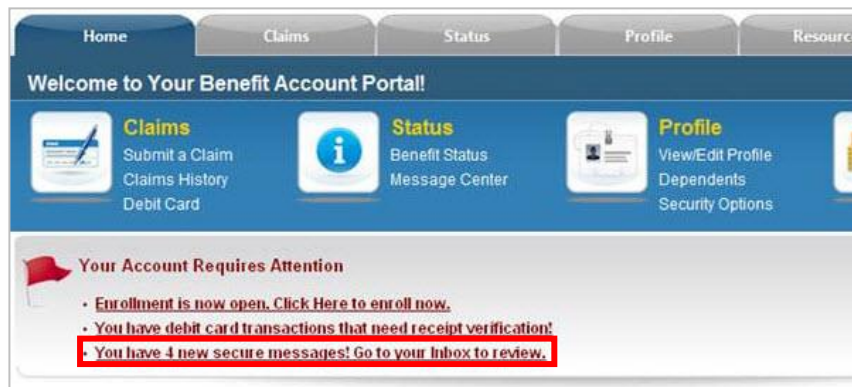 Home Claims Status Profile
Welcome to Your Benefit Account Portal!
Claims
Submit a Claim
Claims History
Debit Card
Status
Benefit Status
Message Center
Profile
View/Edit Profile
Dependents
Security Options
Your Account Requires Attention
• Enrollment is now open. Click Here to enroll now.
• You have debit card transactions that need receipt verification!
• You have 4 new secure messages! Go to your Inbox to review.